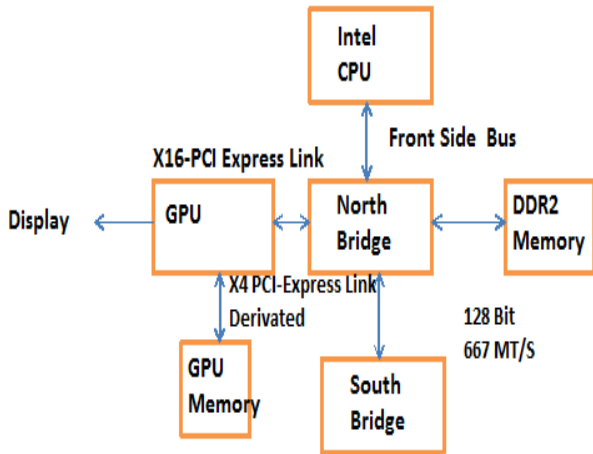 Intel
CPU
Front Side Bus
X16-PCI Express Link
Display
GPU
North
Bridge
DDR2
Memory
X4 PCI-Express Link
Derivated
128 Bit
667 MT/S
GPU
Memory
South
Bridge